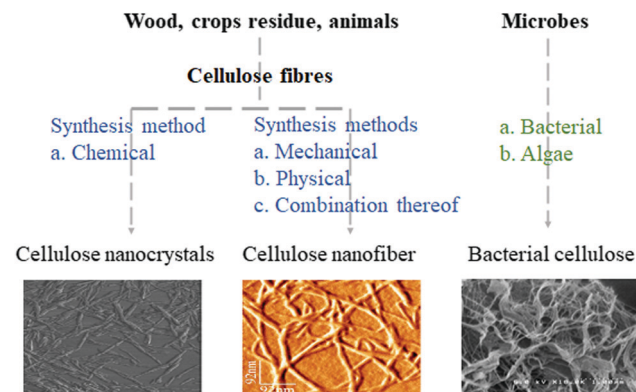 Wood, crops residue, animals
Microbes
Cellulose fibres
Synthesis method
a. Chemical
Synthesis methods
a. Mechanical
b. Physical
c. Combination thereof
a. Bacterial
b. Algae
Cellulose nanocrystals
Cellulose nanofiber
Bacterial cellulose
92nm
92nm